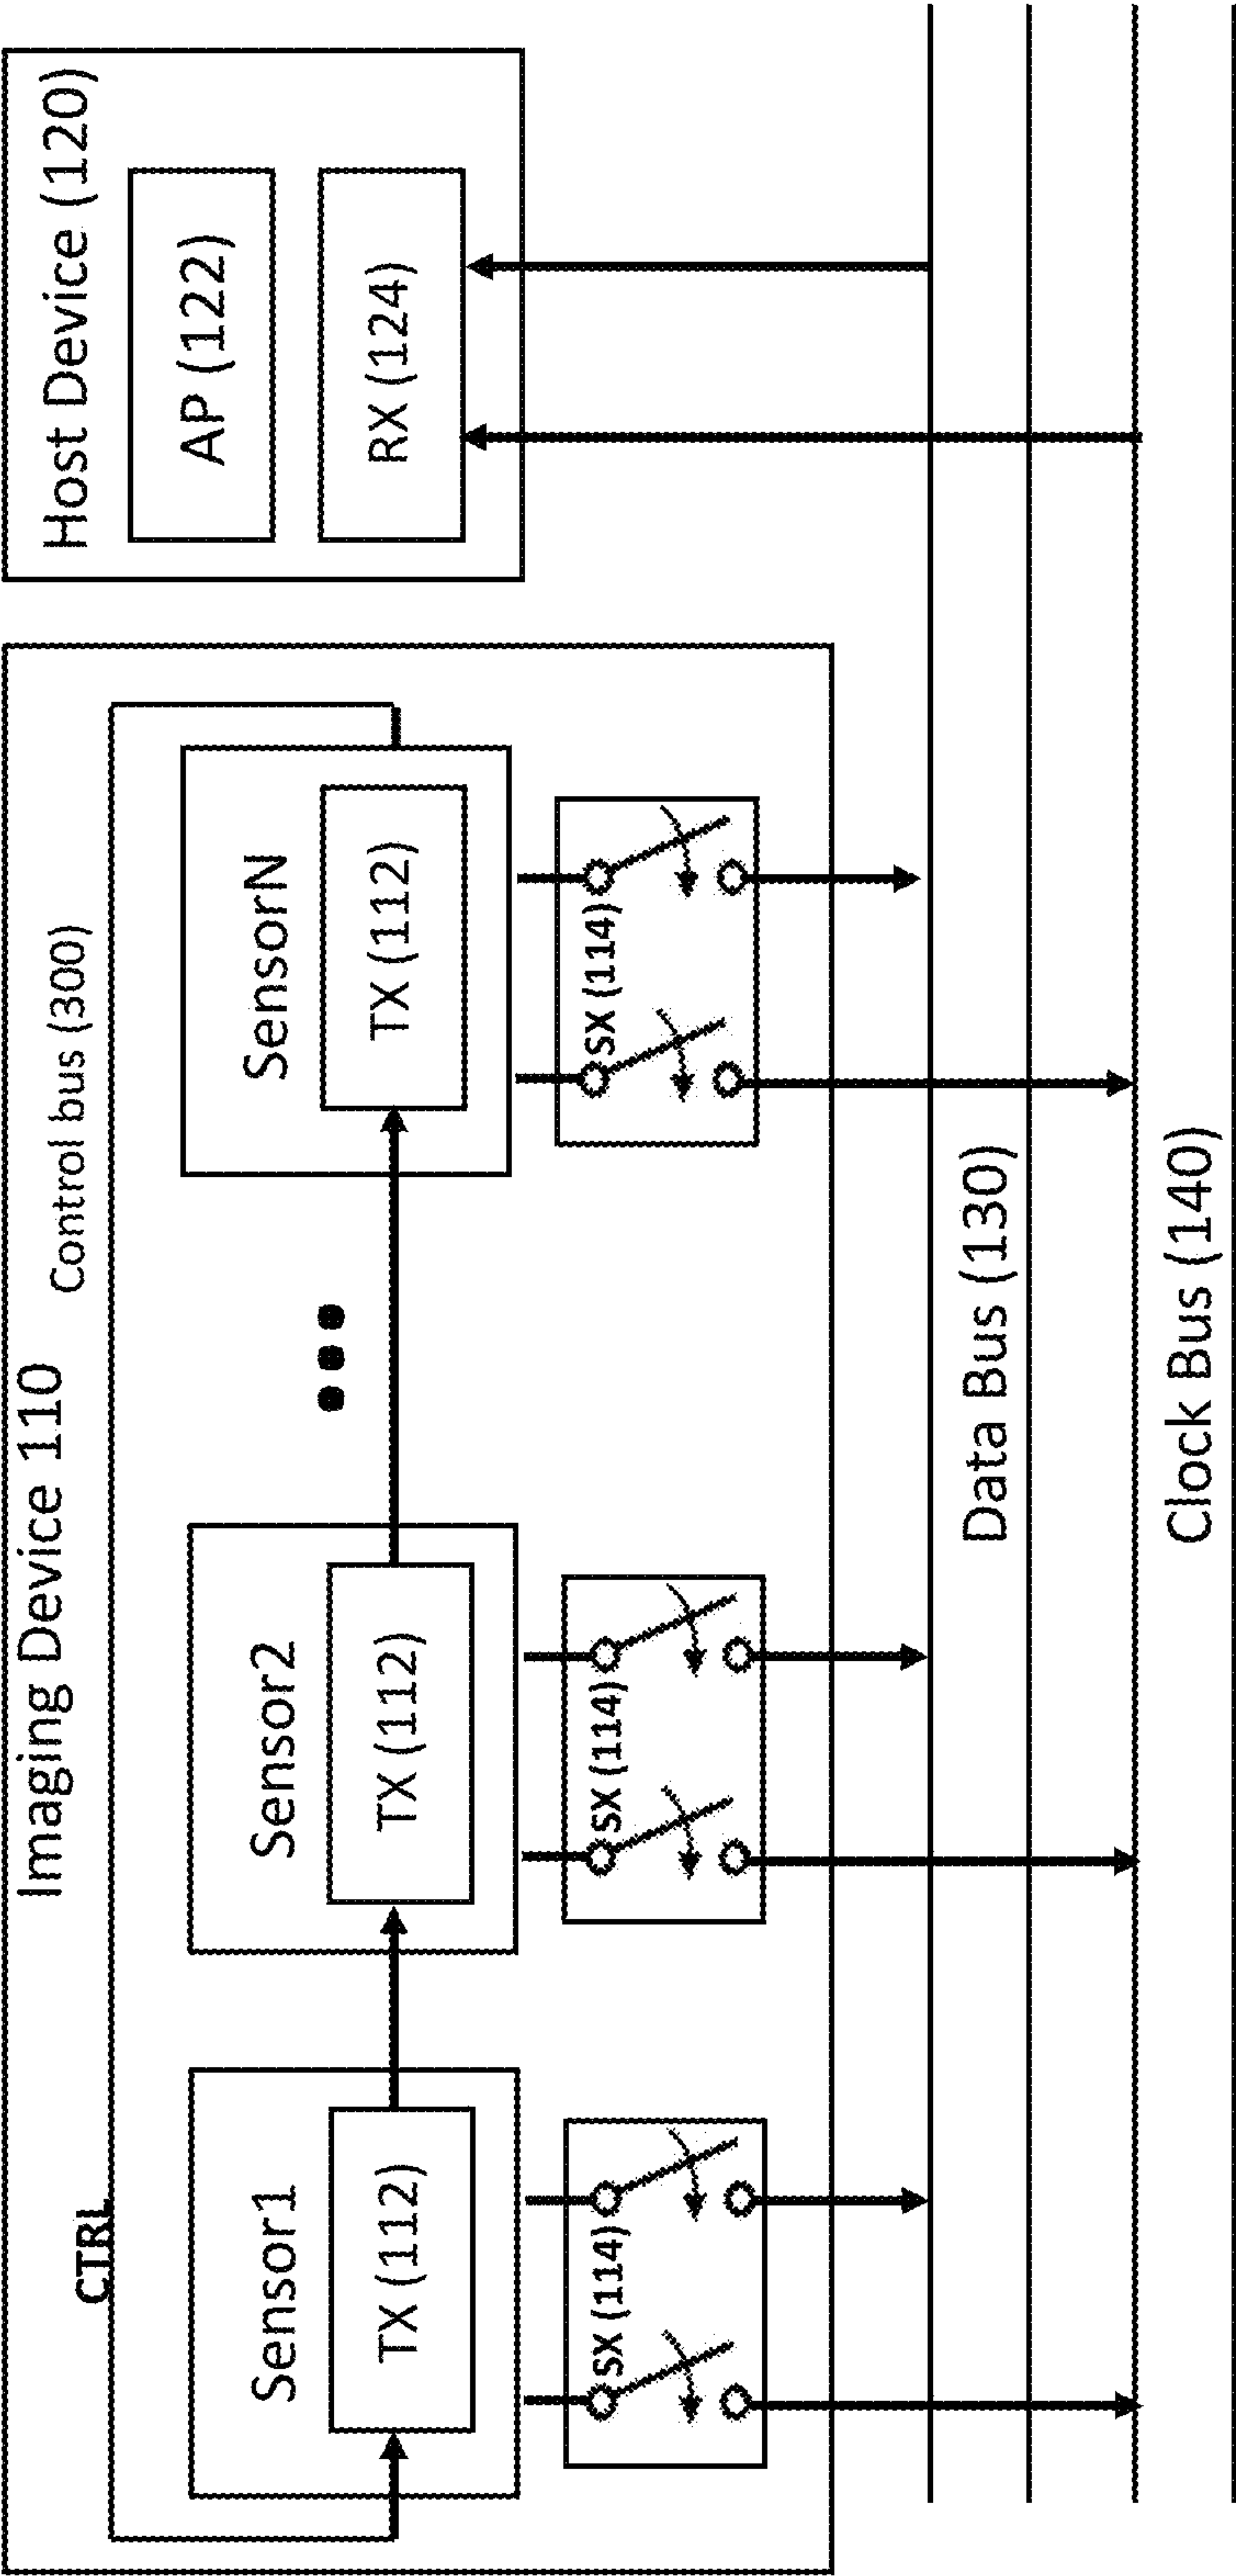 Imaging Device 110
CTRL
Control bus (300)
Sensor1
TX (112)
SX (114)
Sensor2
TX (112)
SX (114)
SensorN
TX (112)
SX (114)
Host Device (120)
AP (122)
RX (124)
Data Bus (130)
Clock Bus (140)